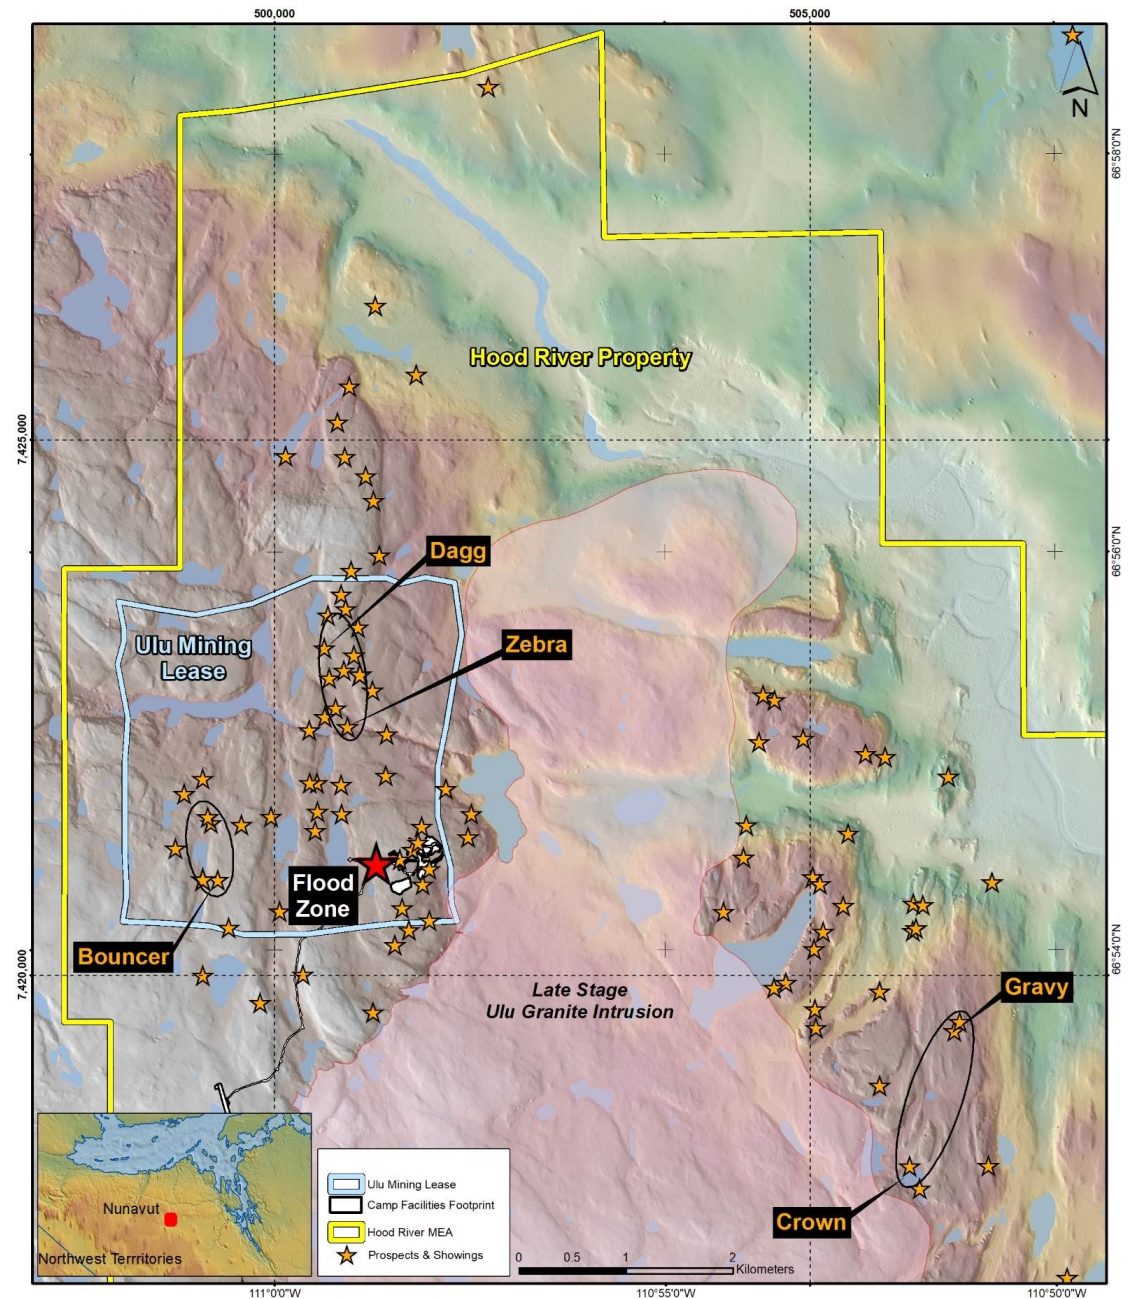 500,000
505,000
N
66°58'0"N
Hood River Property
7,425,000
Dagg
66°56'0"N
Zebra
Ulu Mining
Lease
Flood
Zone
Bouncer
66°54'0"N
7,420,000
Late Stage
Ulu Granite Intrusion
Gravy
Crown
Nunavut
Northwest Terrritories
Ulu Mining Lease
Camp Facilities Footprint
Hood River MEA
Prospects & Showings
0 0.5 1 2
Kilometers
111°0'0"W
110°55'0"W
110°50'0"W